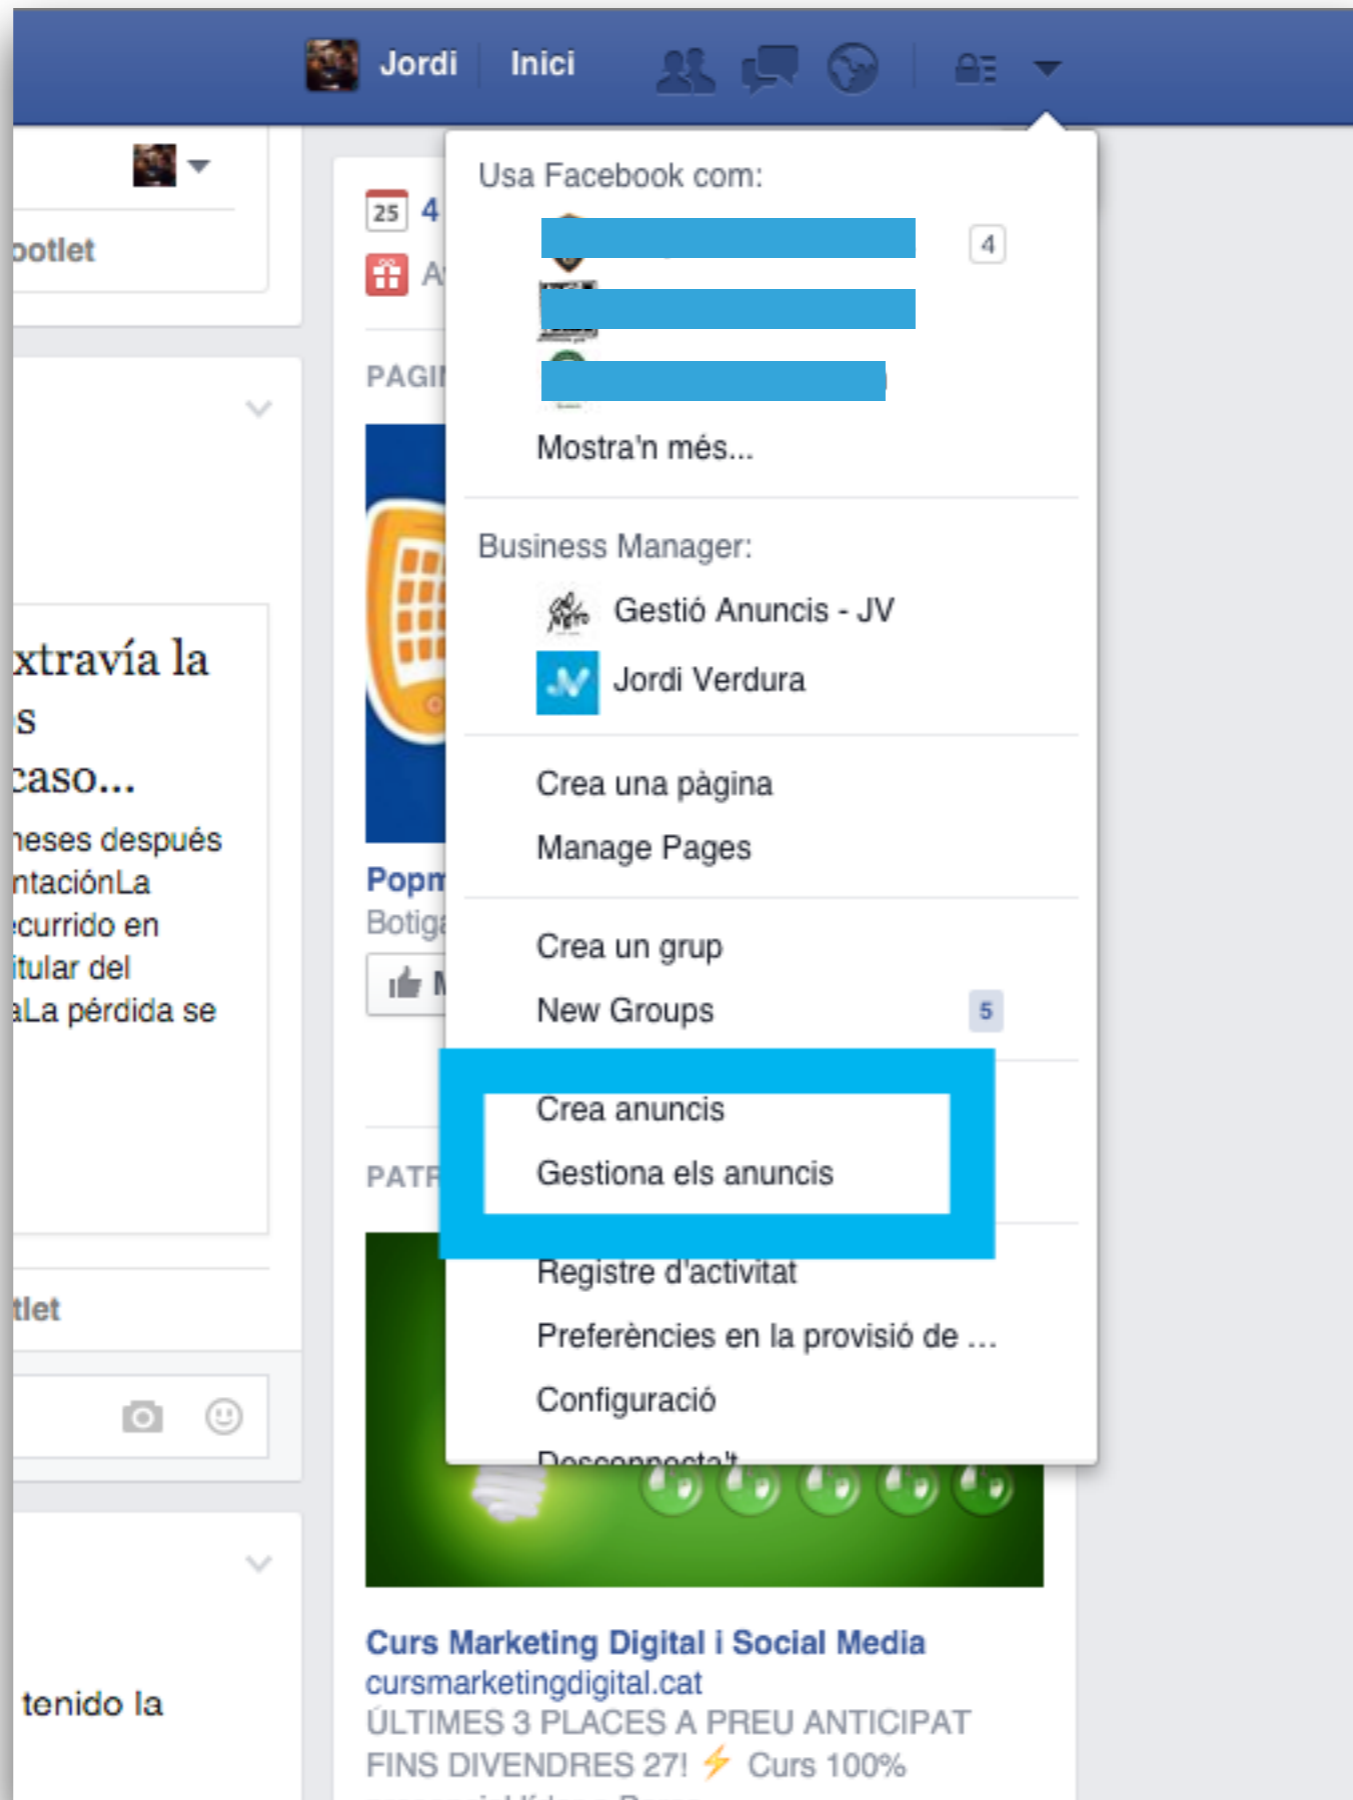 Jordi
Inici
25 4
ootlet
Usa Facebook com:
4
Mostra'n més...
Business Manager:
Gestió Anuncis - JV
JV Jordi Verdura
Crea una pàgina
Manage Pages
Crea un grup
New Groups
5
Crea anuncis
Gestiona els anuncis
Registre d'activitat
Preferències en la provisió de ...
Configuració
Desconnecta't
PAGI
Popm
Botiga
PATR
xtravía la
s
caso...
neses después
ntaciónLa
currido en
itular del
aLa pérdida se
tlet
tenido la
Curs Marketing Digital i Social Media
cursmarketingdigital.cat
ÚLTIMES 3 PLACES A PREU ANTICIPAT
FINS DIVENDRES 27! ⚡ Curs 100%